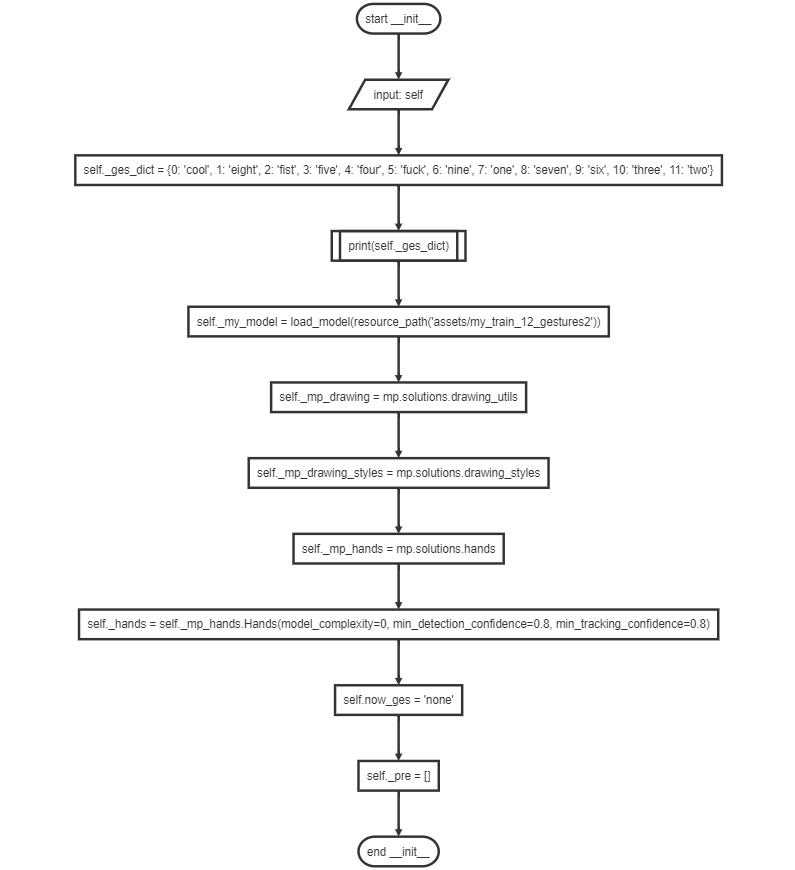 start __init__
input: self
self._ges_dict = {0: 'cool', 1: 'eight', 2: 'fist', 3: 'five', 4: 'four', 5: 'fuck', 6: 'nine', 7: 'one', 8: 'seven', 9: 'six', 10: 'three', 11: 'two'}
print(self._ges_dict)
self._my_model = load_model(resource_path('assets/my_train_12_gestures2'))
self._mp_drawing = mp.solutions.drawing_utils
self._mp_drawing_styles = mp.solutions.drawing_styles
self._mp_hands = mp.solutions.hands
self._hands = self._mp_hands.Hands(model_complexity=0, min_detection_confidence=0.8, min_tracking_confidence=0.8)
self.now_ges = 'none'
self._pre = []
end __init__